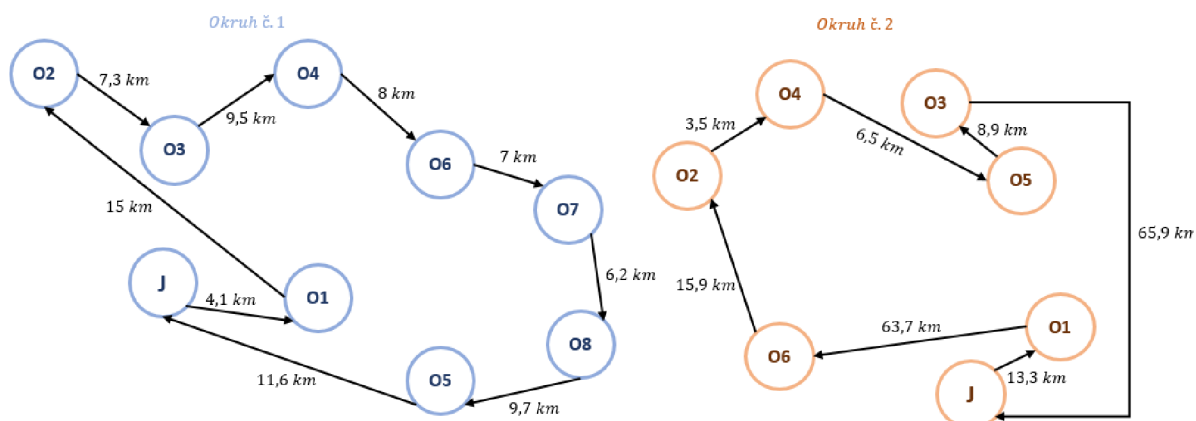 Okruh č. 1
O2
7,3 km
O3
9,5 km
O4
8 km
O6
7 km
O7
6,2 km
O8
9,7 km
O5
11,6 km
J
4,1 km
O1
15 km
Okruh č. 2
J
13,3 km
O1
63,7 km
O6
15,9 km
O2
3,5 km
O4
6,5 km
O5
8,9 km
O3
65,9 km